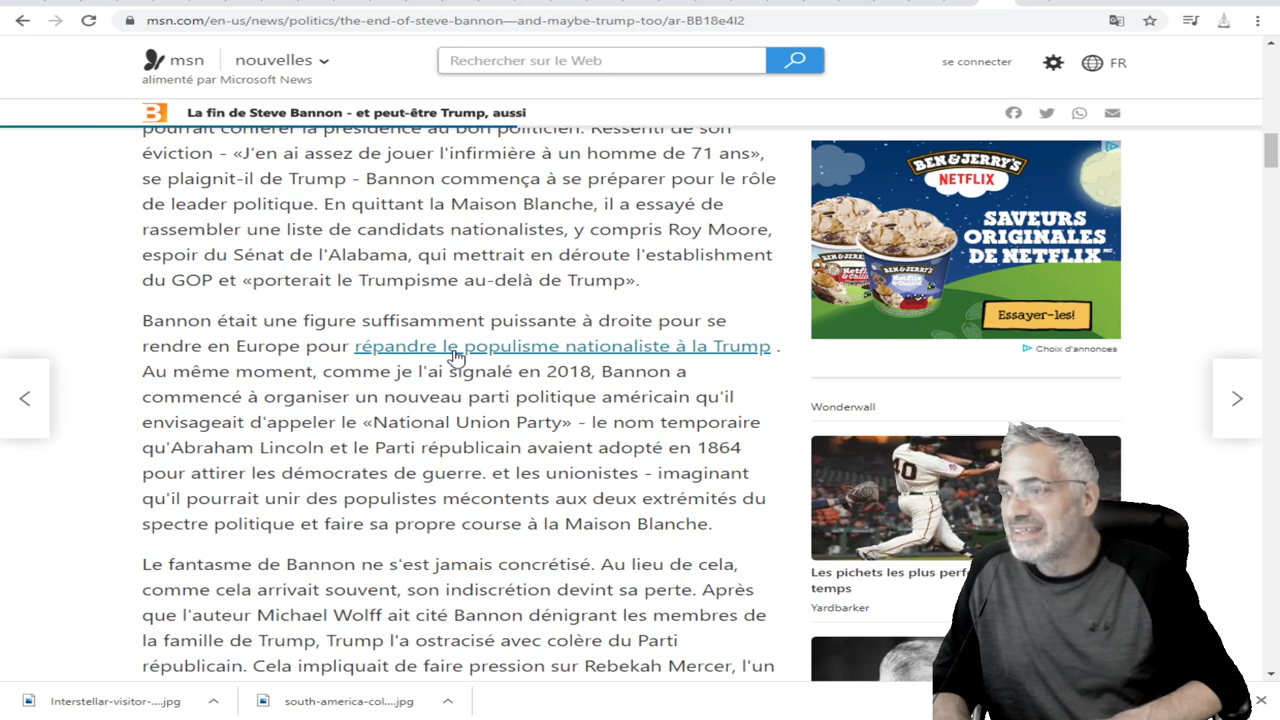 msn.com/en-us/news/politics/the-end-of-steve-bannon—and-maybe-trump-too/ar-BB18e4I2
msn nouvelles
alimenté par Microsoft News
Rechercher sur le Web
se connecter
FR
La fin de Steve Bannon - et peut-être Trump, aussi
pourrait conférer la présidence au bon politicien. Ressenti de son
éviction - «J'en ai assez de jouer l'infirmière à un homme de 71 ans»,
se plaignit-il de Trump - Bannon commença à se préparer pour le rôle
de leader politique. En quittant la Maison Blanche, il a essayé de
rassembler une liste de candidats nationalistes, y compris Roy Moore,
espoir du Sénat de l'Alabama, qui mettrait en déroute l'establishment
du GOP et «porterait le Trumpisme au-delà de Trump».
Bannon était une figure suffisamment puissante à droite pour se
rendre en Europe pour répandre le populisme nationaliste à la Trump .
Au même moment, comme je l'ai signalé en 2018, Bannon a
commencé à organiser un nouveau parti politique américain qu'il
envisageait d'appeler le «National Union Party» - le nom temporaire
qu'Abraham Lincoln et le Parti républicain avaient adopté en 1864
pour attirer les démocrates de guerre. et les unionistes - imaginant
qu'il pourrait unir des populistes mécontents aux deux extrémités du
spectre politique et faire sa propre course à la Maison Blanche.
Le fantasme de Bannon ne s'est jamais concrétisé. Au lieu de cela,
comme cela arrivait souvent, son indiscrétion devint sa perte. Après
que l'auteur Michael Wolff ait cité Bannon dénigrant les membres de
la famille de Trump, Trump l'a ostracisé avec colère du Parti
républicain. Cela impliquait de faire pression sur Rebekah Mercer, l'un
BEN & JERRY'S
NETFLIX
SAVEURS
ORIGINALES
DE NETFLIX
BEN & JERRY'S
Essayer-les!
Choix d'annonces
Wonderwall
40
Les pichets les plus perf
temps
Yardbarker
Interstellar-visitor-....jpg
south-america-col....jpg